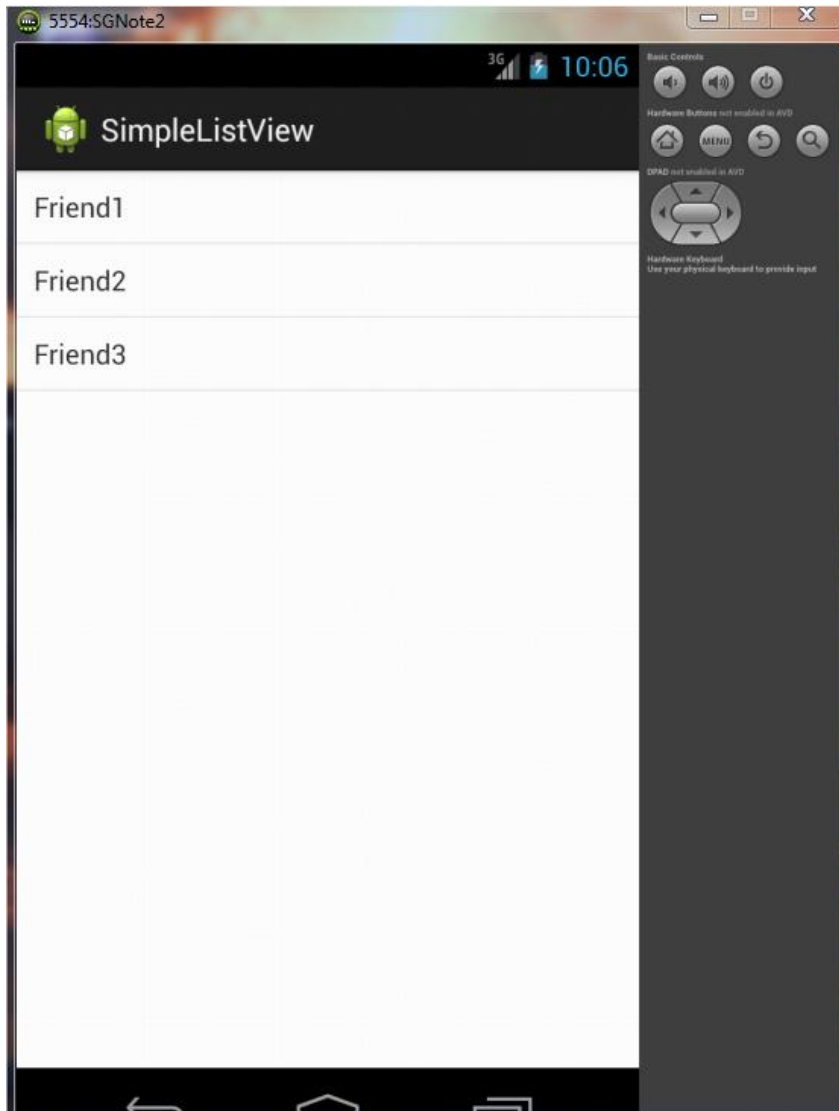 5554:SGNote2
3G 10:06
SimpleListView
Friend1
Friend2
Friend3
Basic Controls
Hardware Buttons not enabled in AVD
MENU
DPAD not enabled in AVD
Hardware Keyboard
Use your physical keyboard to provide input